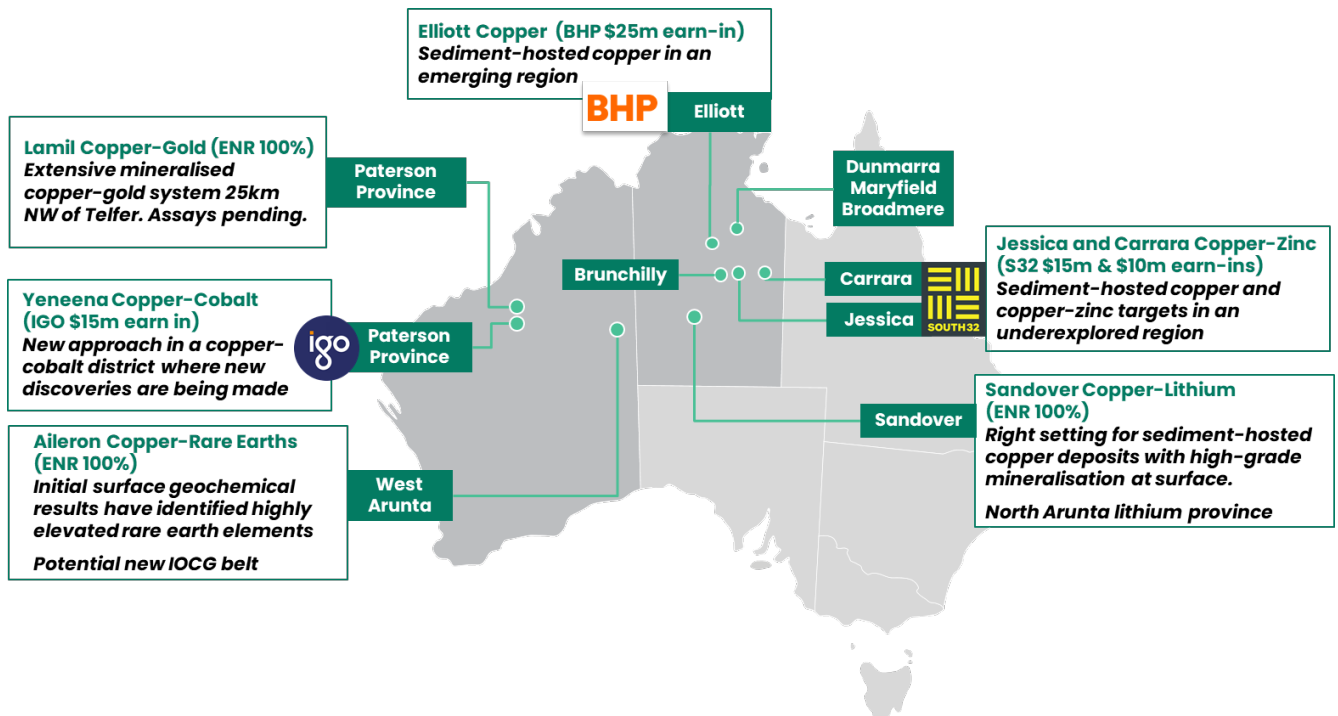 Elliott Copper (BHP $25m earn-in)
Sediment-hosted copper in an
emerging region
BHP
Elliott
Lamil Copper-Gold (ENR 100%)
Extensive mineralised
copper-gold system 25km
NW of Telfer. Assays pending.
Paterson
Province
Dunmarra
Maryfield
Broadmere
Yeneena Copper-Cobalt
(IGO $15m earn in)
New approach in a copper-
cobalt district where new
discoveries are being made
igo
Paterson
Province
Brunchilly
Carrara
Jessica
SOUTH32
Jessica and Carrara Copper-Zinc
(S32 $15m & $10m earn-ins)
Sediment-hosted copper and
copper-zinc targets in an
underexplored region
Aileron Copper-Rare Earths
(ENR 100%)
Initial surface geochemical
results have identified highly
elevated rare earth elements
Potential new IOCG belt
West
Arunta
Sandover
Sandover Copper-Lithium
(ENR 100%)
Right setting for sediment-hosted
copper deposits with high-grade
mineralisation at surface.
North Arunta lithium province